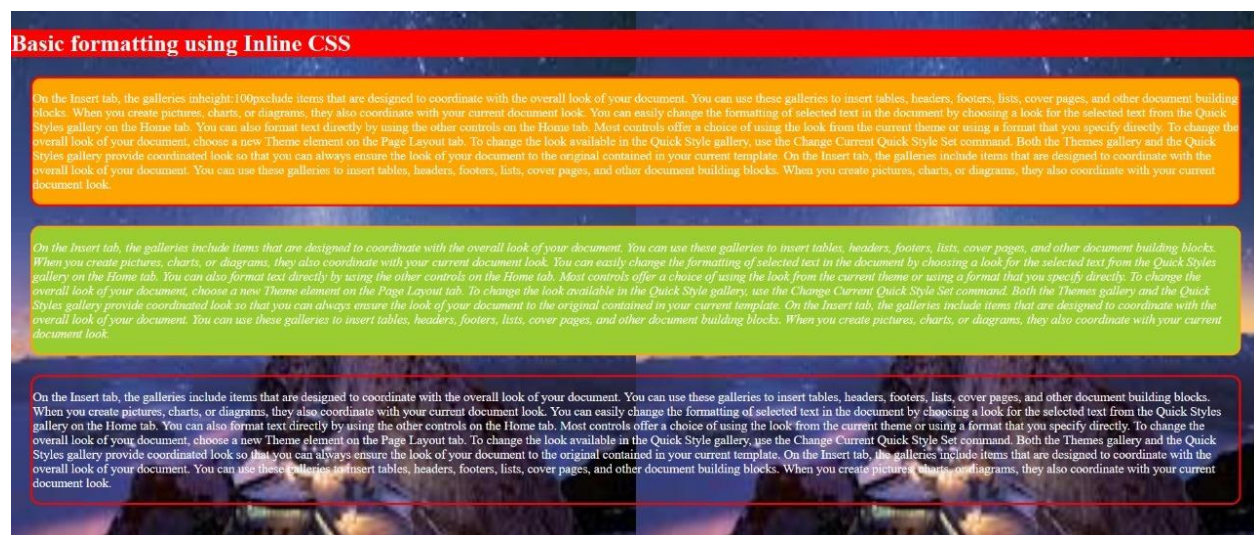 Basic formatting using Inline CSS
On the Insert tab, the galleries inheight:100pxclude items that are designed to coordinate with the overall look of your document. You can use these galleries to insert tables, headers, footers, lists, cover pages, and other document building
blocks. When you create pictures, charts, or diagrams, they also coordinate with your current document look. You can easily change the formatting of selected text in the document by choosing a look for the selected text from the Quick
Styles gallery on the Home tab. You can also format text directly by using the other controls on the Home tab. Most controls offer a choice of using the look from the current theme or using a format that you specify directly. To change the
overall look of your document, choose a new Theme element on the Page Layout tab. To change the look available in the Quick Style gallery, use the Change Current Quick Style Set command. Both the Themes gallery and the Quick
Styles gallery provide coordinated look so that you can always ensure the look of your document to the original contained in your current template. On the Insert tab, the galleries include items that are designed to coordinate with the
overall look of your document. You can use these galleries to insert tables, headers, footers, lists, cover pages, and other document building blocks. When you create pictures, charts, or diagrams, they also coordinate with your current
document look.
On the Insert tab, the galleries include items that are designed to coordinate with the overall look of your document. You can use these galleries to insert tables, headers, footers, lists, cover pages, and other document building blocks.
When you create pictures, charts, or diagrams, they also coordinate with your current document look. You can easily change the formatting of selected text in the document by choosing a look for the selected text from the Quick Styles
gallery on the Home tab. You can also format text directly by using the other controls on the Home tab. Most controls offer a choice of using the look from the current theme or using a format that you specify directly. To change the
overall look of your document, choose a new Theme element on the Page Layout tab. To change the look available in the Quick Style gallery, use the Change Current Quick Style Set command. Both the Themes gallery and the Quick
Styles gallery provide coordinated look so that you can always ensure the look of your document to the original contained in your current template. On the Insert tab, the galleries include items that are designed to coordinate with the
overall look of your document. You can use these galleries to insert tables, headers, footers, lists, cover pages, and other document building blocks. When you create pictures, charts, or diagrams, they also coordinate with your current
document look.
On the Insert tab, the galleries include items that are designed to coordinate with the overall look of your document. You can use these galleries to insert tables, headers, footers, lists, cover pages, and other document building blocks.
When you create pictures, charts, or diagrams, they also coordinate with your current document look. You can easily change the formatting of selected text in the document by choosing a look for the selected text from the Quick Styles
gallery on the Home tab. You can also format text directly by using the other controls on the Home tab. Most controls offer a choice of using the look from the current theme or using a format that you specify directly. To change the
overall look of your document, choose a new Theme element on the Page Layout tab. To change the look available in the Quick Style gallery, use the Change Current Quick Style Set command. Both the Themes gallery and the Quick
Styles gallery provide coordinated look so that you can always ensure the look of your document to the original contained in your current template. On the Insert tab, the galleries include items that are designed to coordinate with the
overall look of your document. You can use these galleries to insert tables, headers, footers, lists, cover pages, and other document building blocks. When you create pictures, charts, or diagrams, they also coordinate with your current
document look.